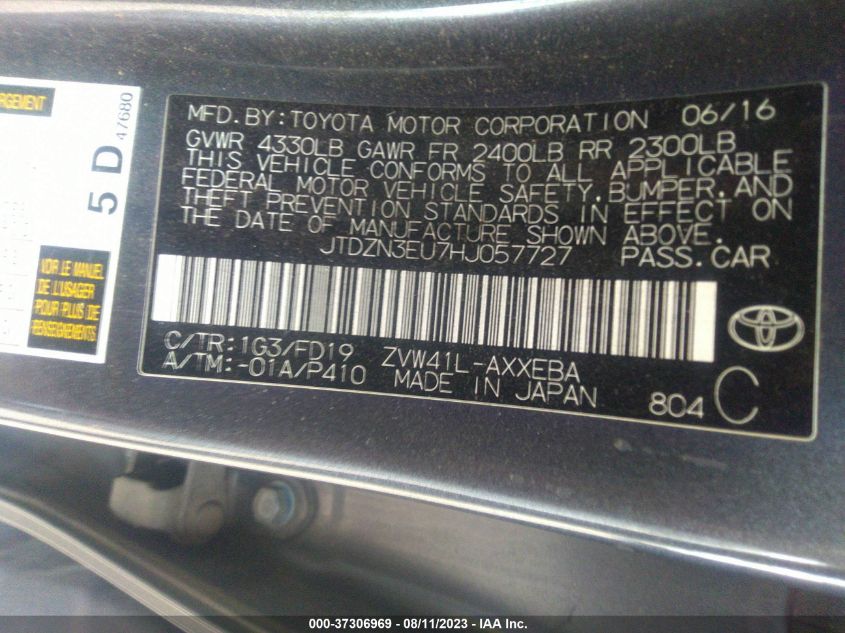 RGEMENT
5 D 47680
VOIR LE MANUEL
DE L'USAGER
POUR PLUS DE
RENSEIGNEMENTS
MFD.BY:TOYOTA MOTOR CORPORATION 06/16
GVWR 4330LB GAWR FR 2400LB RR 2300LB
THIS VEHICLE CONFORMS TO ALL APPLICABLE
FEDERAL MOTOR VEHICLE SAFETY,BUMPER,AND
THEFT PREVENTION STANDARDS IN EFFECT ON
THE DATE OF MANUFACTURE SHOWN ABOVE.
JTDZN3EU7HJ057727 PASS.CAR
C/TR:1G3/FD19 ZVW41L-AXXEBA
A/TM:-01A/P410 MADE IN JAPAN
804 C
000-37306969 - 08/11/2023 - IAA Inc.